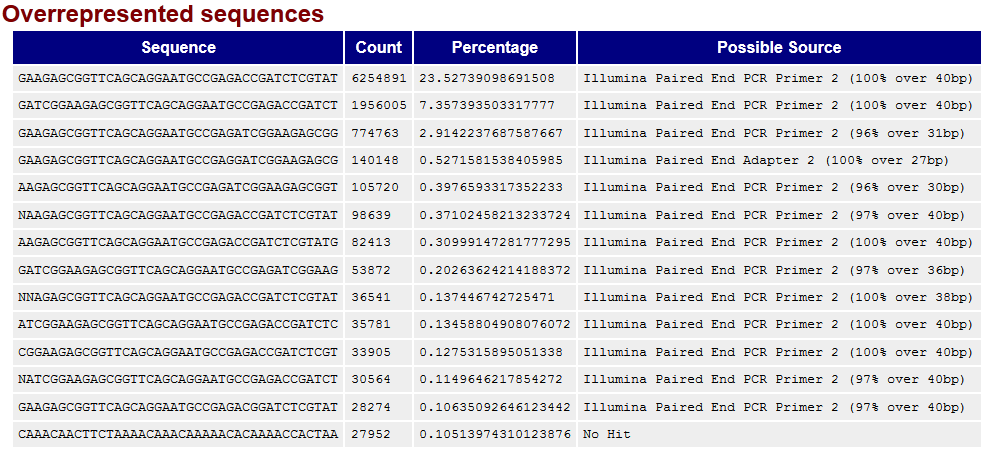 Overrepresented sequences
Sequence Count Percentage Possible Source
GAAGAGCGGTTCAGCAGGAATGCCGAGACCGATCTCGTAT 6254891 23.52739098691508 Illumina Paired End PCR Primer 2 (100% over 40bp)
GATCGGAAGAGCGGTTCAGCAGGAATGCCGAGACCGATCT 1956005 7.357393503317777 Illumina Paired End PCR Primer 2 (100% over 40bp)
GAAGAGCGGTTCAGCAGGAATGCCGAGATCGGAAGAGCGG 774763 2.9142237687587667 Illumina Paired End PCR Primer 2 (96% over 31bp)
GAAGAGCGGTTCAGCAGGAATGCCGAGGATCGGAAGAGCG 140148 0.5271581538405985 Illumina Paired End Adapter 2 (100% over 27bp)
AAGAGCGGTTCAGCAGGAATGCCGAGATCGGAAGAGCGGT 105720 0.3976593317352233 Illumina Paired End PCR Primer 2 (96% over 30bp)
NAAGAGCGGTTCAGCAGGAATGCCGAGACCGATCTCGTAT 98639 0.37102458213233724 Illumina Paired End PCR Primer 2 (97% over 40bp)
AAGAGCGGTTCAGCAGGAATGCCGAGACCGATCTCGTATG 82413 0.30999147281777295 Illumina Paired End PCR Primer 2 (100% over 40bp)
GATCGGAAGAGCGGTTCAGCAGGAATGCCGAGATCGGAAG 53872 0.20263624214188372 Illumina Paired End PCR Primer 2 (97% over 36bp)
NNAGAGCGGTTCAGCAGGAATGCCGAGACCGATCTCGTAT 36541 0.137446742725471 Illumina Paired End PCR Primer 2 (100% over 38bp)
ATCGGAAGAGCGGTTCAGCAGGAATGCCGAGACCGATCTC 35781 0.13458804908076072 Illumina Paired End PCR Primer 2 (100% over 40bp)
CGGAAGAGCGGTTCAGCAGGAATGCCGAGACCGATCTCGT 33905 0.1275315895051338 Illumina Paired End PCR Primer 2 (100% over 40bp)
NATCGGAAGAGCGGTTCAGCAGGAATGCCGAGACCGATCT 30564 0.1149646217854272 Illumina Paired End PCR Primer 2 (97% over 40bp)
GAAGAGCGGTTCAGCAGGAATGCCGAGACGGATCTCGTAT 28274 0.10635092646123442 Illumina Paired End PCR Primer 2 (97% over 40bp)
CAAACAACTTCTAAAACAAACAAAAACACAAAACCACTAA 27952 0.10513974310123876 No Hit